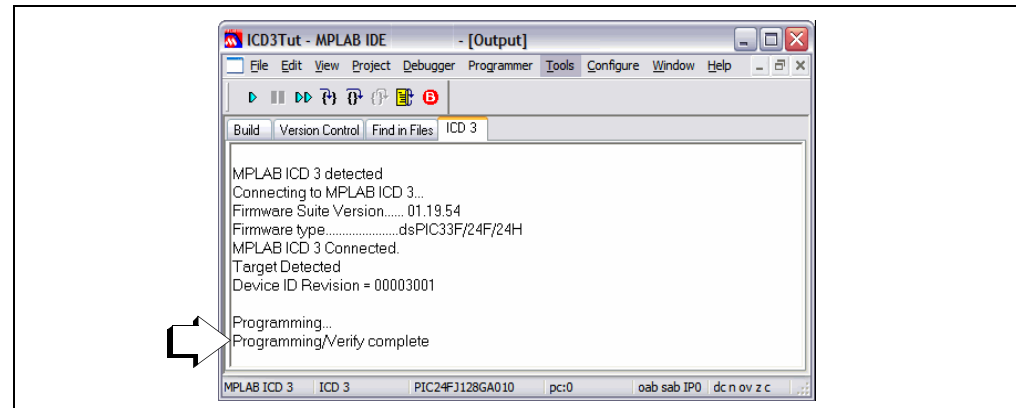 ICD3Tut - MPLAB IDE - [Output]
File Edit View Project Debugger Programmer Tools Configure Window Help
Build Version Control Find in Files ICD 3
MPLAB ICD 3 detected
Connecting to MPLAB ICD 3...
Firmware Suite Version...... 01.19.54
Firmware type......................dsPIC33F/24F/24H
MPLAB ICD 3 Connected.
Target Detected
Device ID Revision = 00003001
Programming...
Programming/Verify complete
MPLAB ICD 3 ICD 3 PIC24FJ128GA010 pc:0 oab sab IP0 dc n ov z c